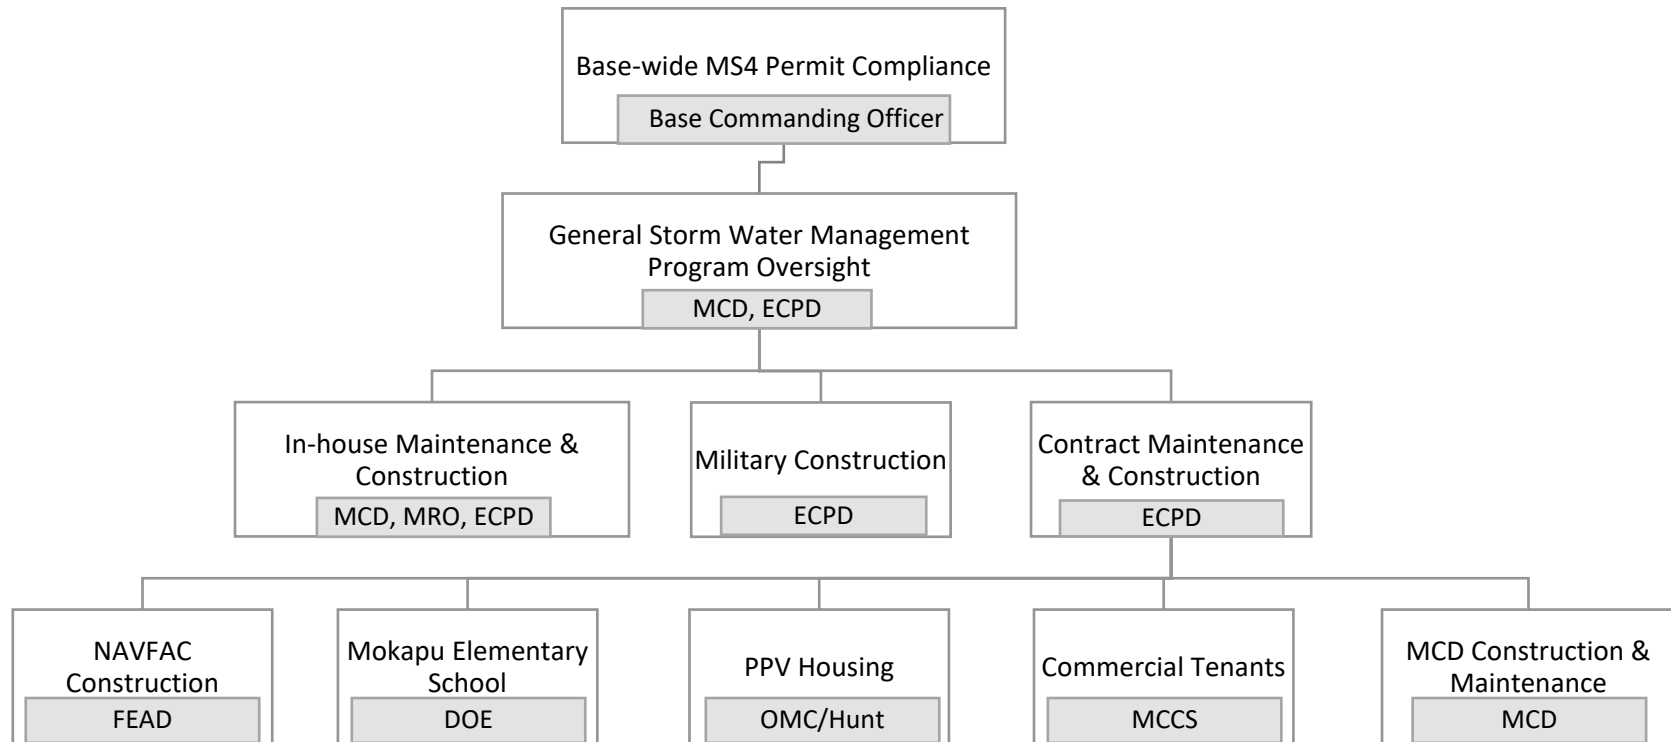 Base-wide MS4 Permit Compliance
Base Commanding Officer
General Storm Water Management
Program Oversight
MCD, ECPD
In-house Maintenance &
Construction
MCD, MRO, ECPD
Military Construction
ECPD
Contract Maintenance
& Construction
ECPD
NAVFAC
Construction
FEAD
Mokapu Elementary
School
DOE
PPV Housing
OMC/Hunt
Commercial Tenants
MCCS
MCD Construction &
Maintenance
MCD